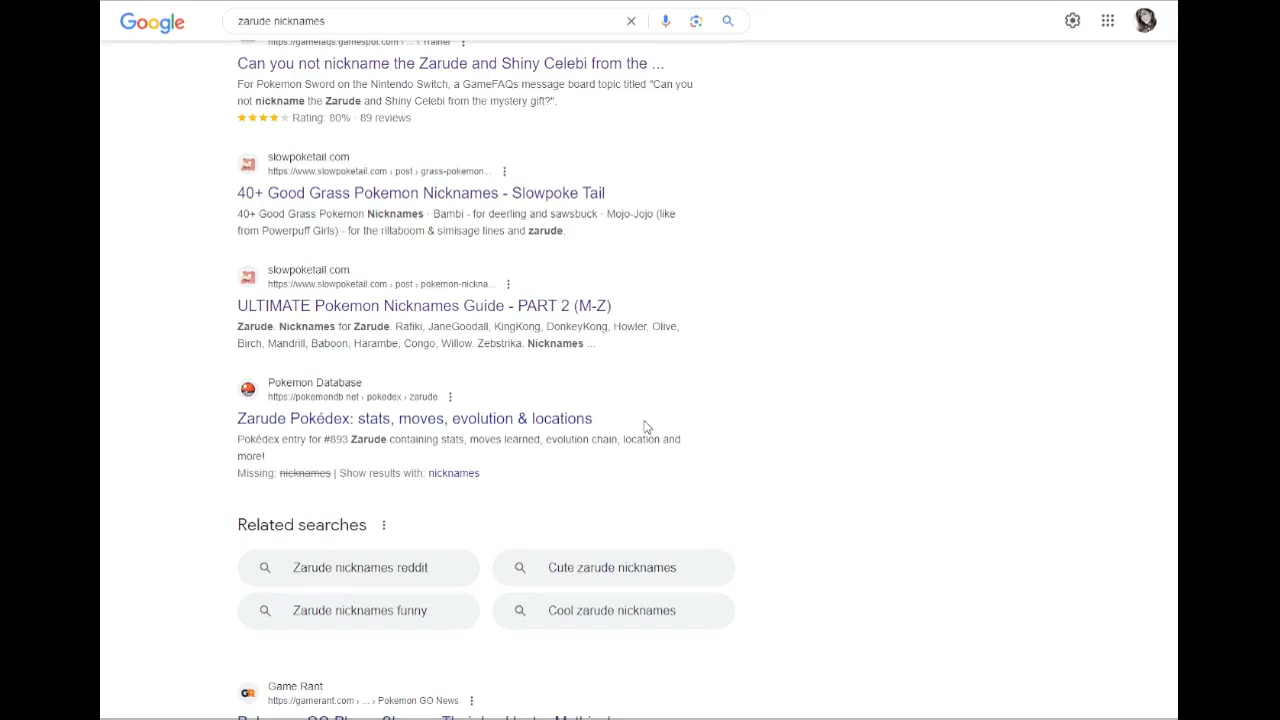 Google
zarude nicknames
https://gamefaqs.gamespot.com › ... › Trainer
Can you not nickname the Zarude and Shiny Celebi from the ...
For Pokemon Sword on the Nintendo Switch, a GameFAQs message board topic titled "Can you
not nickname the Zarude and Shiny Celebi from the mystery gift?".
Rating: 80% · 89 reviews
slowpoketail.com
https://www.slowpoketail.com › post › grass-pokemon...
40+ Good Grass Pokemon Nicknames - Slowpoke Tail
40+ Good Grass Pokemon Nicknames · Bambi - for deerling and sawsbuck · Mojo-Jojo (like
from Powerpuff Girls) - for the rillaboom & simisage lines and zarude.
slowpoketail.com
https://www.slowpoketail.com › post › pokemon-nickna...
ULTIMATE Pokemon Nicknames Guide - PART 2 (M-Z)
Zarude. Nicknames for Zarude. Rafiki, JaneGoodall, KingKong, DonkeyKong, Howler, Olive,
Birch, Mandrill, Baboon, Harambe, Congo, Willow. Zebstrika. Nicknames ...
Pokemon Database
https://pokemondb.net › pokedex › zarude
Zarude Pokédex: stats, moves, evolution & locations
Pokédex entry for #893 Zarude containing stats, moves learned, evolution chain, location and
more!
Missing: nicknames | Show results with: nicknames
Related searches
Zarude nicknames reddit
Cute zarude nicknames
Zarude nicknames funny
Cool zarude nicknames
GR
Game Rant
https://gamerant.com › ... › Pokemon GO News